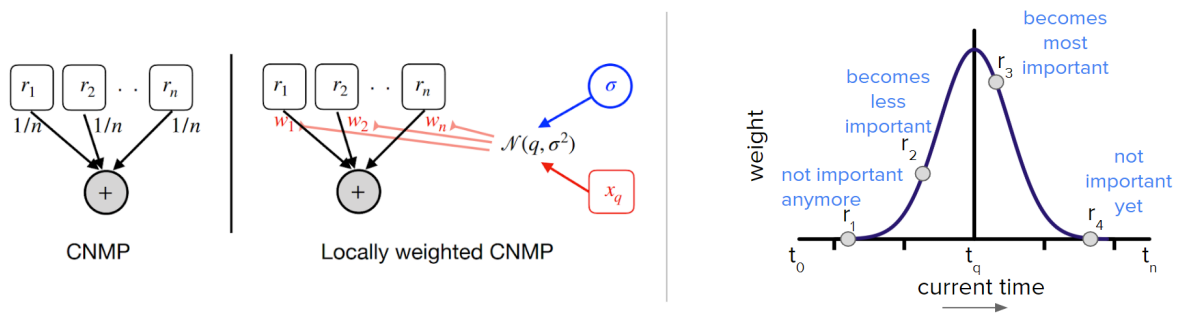 r₁ r₂ . . rₙ
1/n 1/n 1/n
+
CNMP
r₁ r₂ . . rₙ
w₁ w₂ wₙ
σ
𝒩(q, σ²)
x_q
+
Locally weighted CNMP
weight
becomes
most
important
r₃
becomes
less
important
r₂
not important
anymore
r₁
not
important
yet
r₄
t₀ t_q tₙ
current time